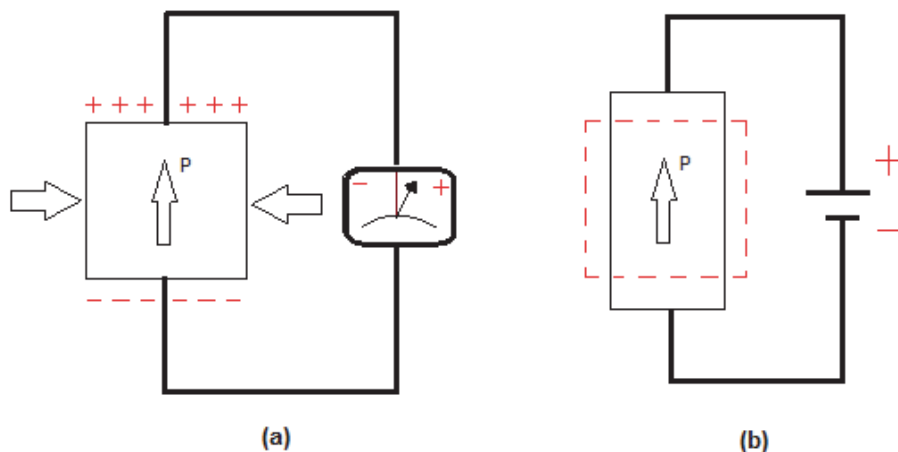 + + + + + +
P
− +
− − − − − − −
(a)
P
+
−
(b)